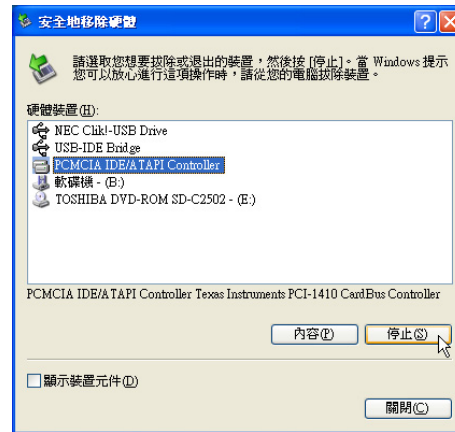 安全地移除硬體
請選取您想要拔除或退出的裝置，然後按 [停止]。當 Windows 提示
您可以放心進行這項操作時，請從您的電腦拔除裝置。
硬體裝置(H):
NEC Clik!-USB Drive
USB-IDE Bridge
PCMCIA IDE/ATAPI Controller
軟碟機 - (B:)
TOSHIBA DVD-ROM SD-C2502 - (E:)
PCMCIA IDE/ATAPI Controller Texas Instruments PCI-1410 CardBus Controller
內容(P)
停止(S)
顯示裝置元件(D)
關閉(C)